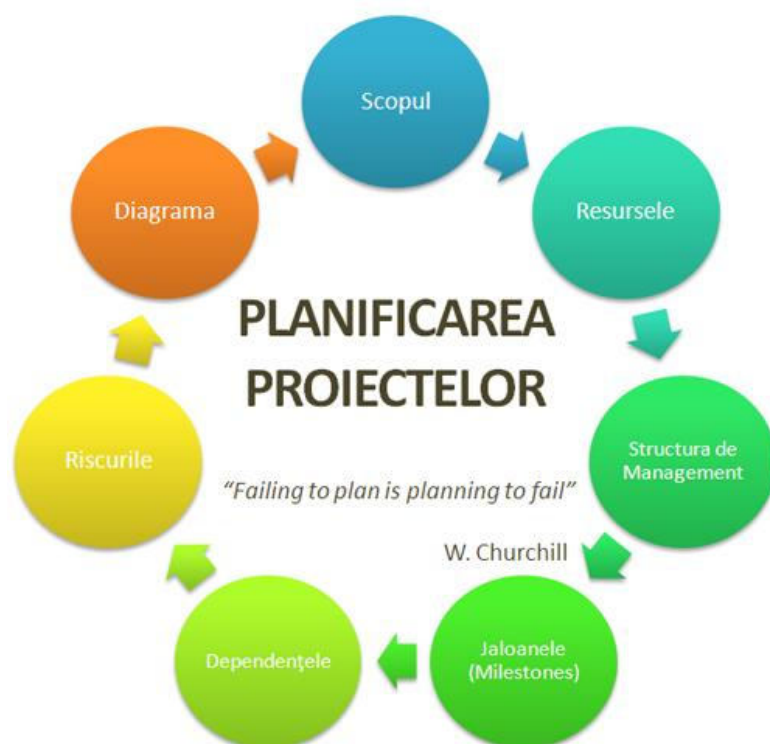 Scopul
Resursele
Structura de
Management
Jaloanele
(Milestones)
Dependențele
Riscurile
Diagrama
PLANIFICAREA
PROIECTELOR
“Failing to plan is planning to fail”
W. Churchill